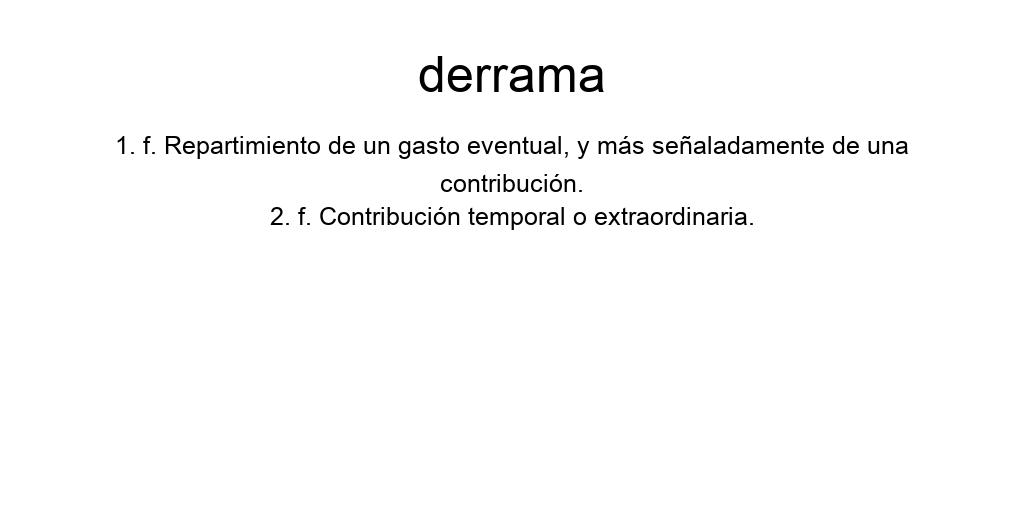 derrama
1. f. Repartimiento de un gasto eventual, y más señaladamente de una
contribución.
2. f. Contribución temporal o extraordinaria.